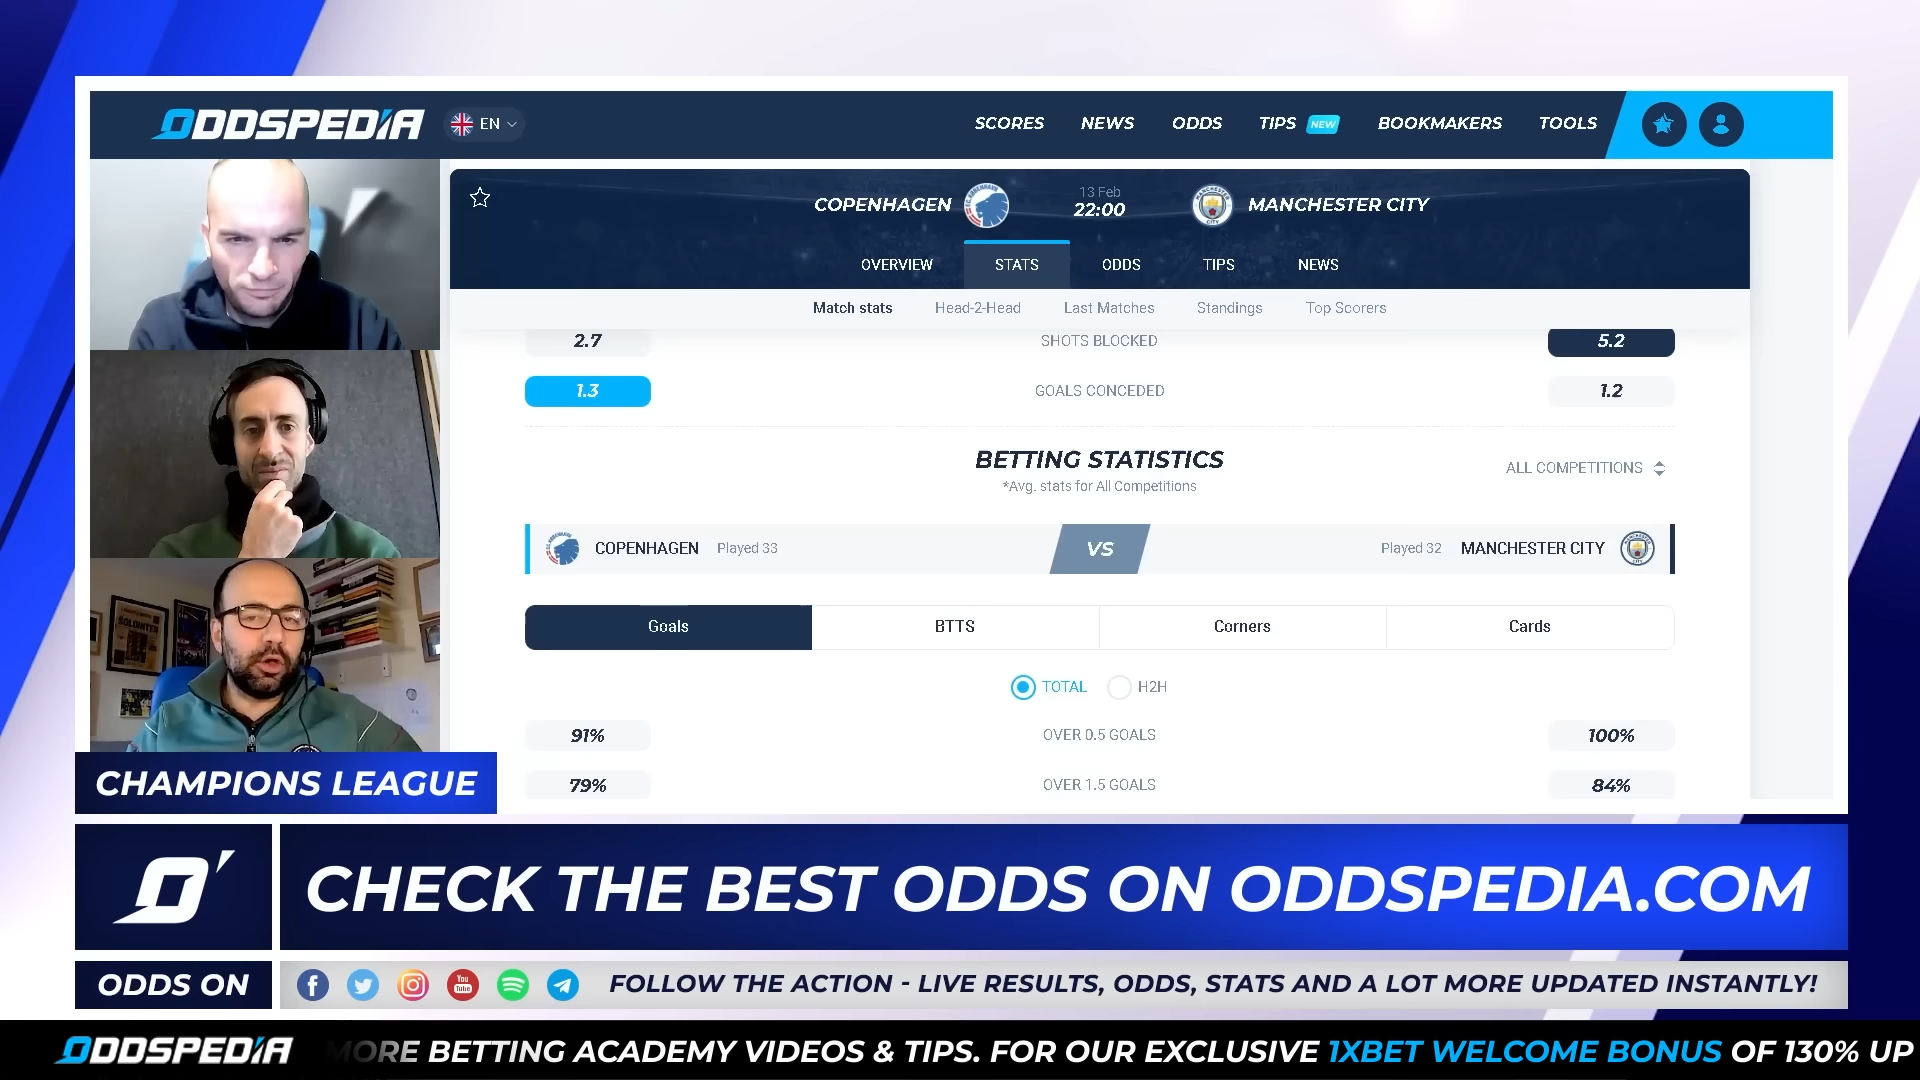 ODDSPEDIA
EN
SCORES NEWS ODDS TIPS NEW BOOKMAKERS TOOLS
COPENHAGEN
13 Feb
22:00
MANCHESTER CITY
OVERVIEW STATS ODDS TIPS NEWS
Match stats Head-2-Head Last Matches Standings Top Scorers
2.7 SHOTS BLOCKED 5.2
1.3 GOALS CONCEDED 1.2
BETTING STATISTICS
ALL COMPETITIONS
*Avg. stats for All Competitions
COPENHAGEN Played 33 VS Played 32 MANCHESTER CITY
Goals BTTS Corners Cards
TOTAL H2H
91% OVER 0.5 GOALS 100%
79% OVER 1.5 GOALS 84%
CHAMPIONS LEAGUE
CHECK THE BEST ODDS ON ODDSPEDIA.COM
ODDS ON
You Tube
FOLLOW THE ACTION - LIVE RESULTS, ODDS, STATS AND A LOT MORE UPDATED INSTANTLY!
ODDSPEDIA
MORE BETTING ACADEMY VIDEOS & TIPS. FOR OUR EXCLUSIVE 1XBET WELCOME BONUS OF 130% UP